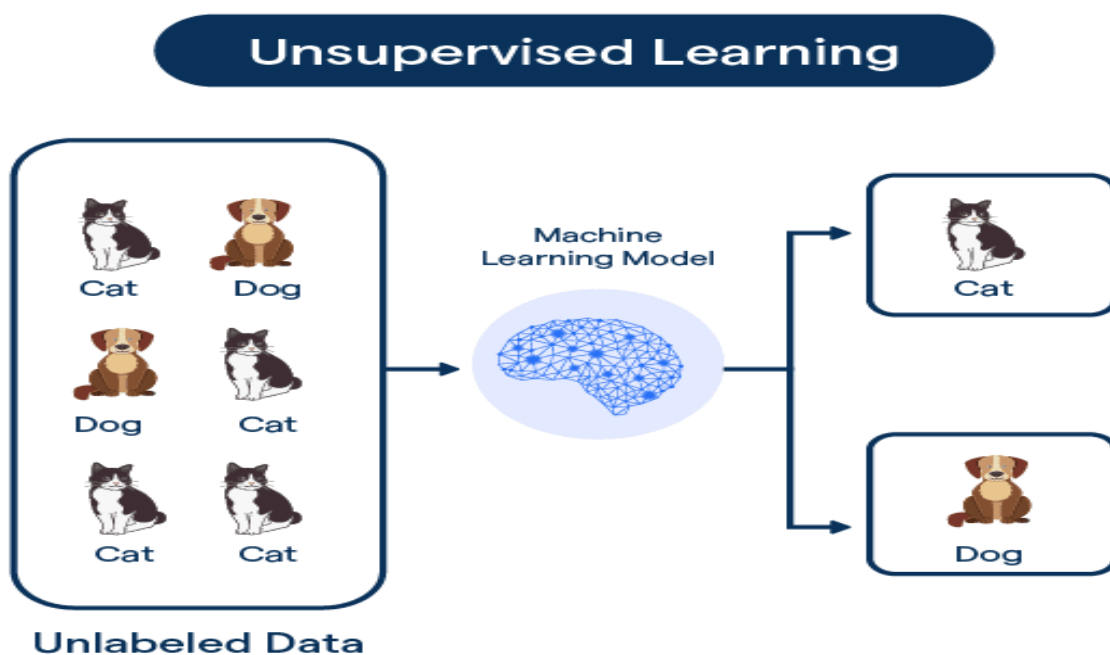 Unsupervised Learning
Cat
Dog
Dog
Cat
Cat
Cat
Unlabeled Data
Machine
Learning Model
Cat
Dog